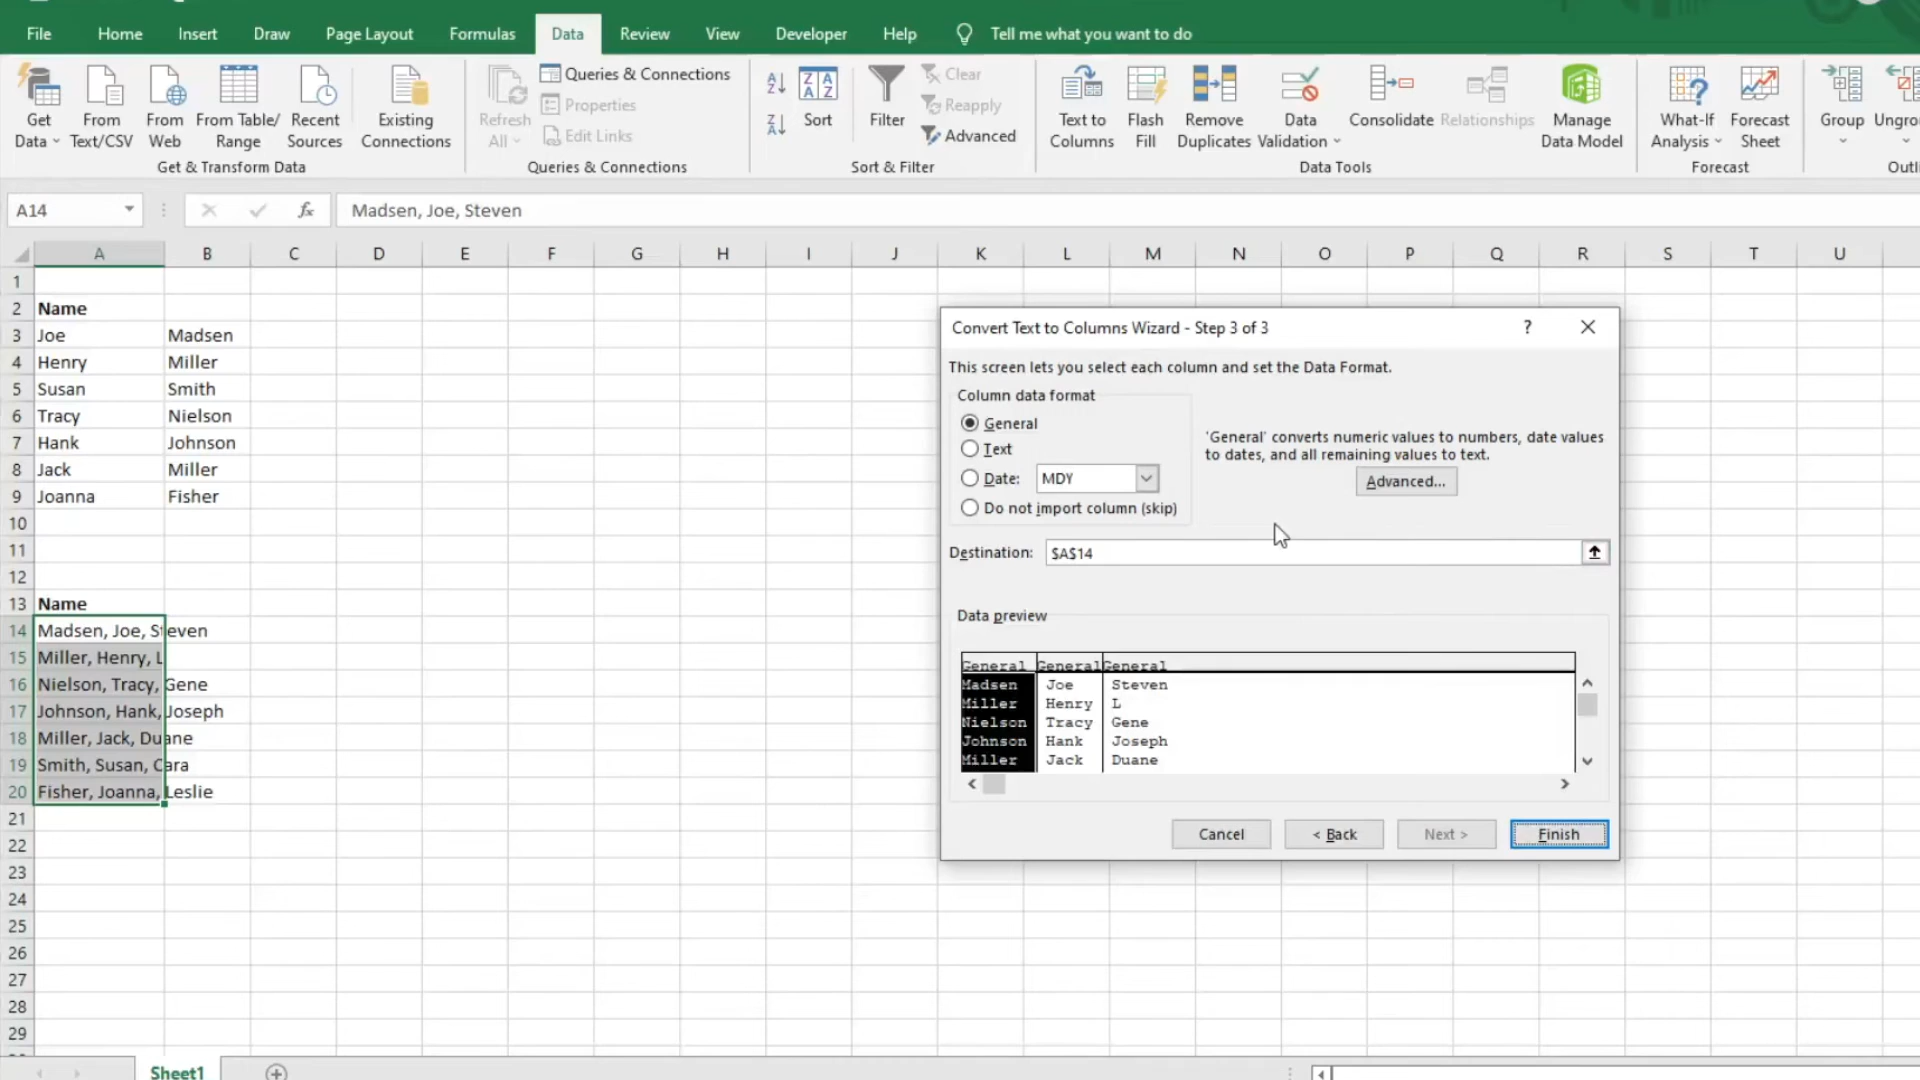 File Home Insert Draw Page Layout Formulas Data Review View Developer Help Tell me what you want to do
Get Data
From Text/CSV
From Web
From Table/ Range
Recent Sources
Existing Connections
Get & Transform Data
Refresh All
Queries & Connections
Properties
Edit Links
Queries & Connections
Sort
Filter
Clear
Reapply
Advanced
Sort & Filter
Text to Columns
Flash Fill
Remove Duplicates
Data Validation
Consolidate
Relationships
Manage Data Model
Data Tools
What-If Analysis
Forecast Sheet
Forecast
Group
Ungro
Outli
A14 fx Madsen, Joe, Steven
A B C D E F G H I J K L M N O P Q R S T U
1
2 Name
3 Joe Madsen
4 Henry Miller
5 Susan Smith
6 Tracy Nielson
7 Hank Johnson
8 Jack Miller
9 Joanna Fisher
10
11
12
13 Name
14 Madsen, Joe, Steven
15 Miller, Henry, L
16 Nielson, Tracy, Gene
17 Johnson, Hank, Joseph
18 Miller, Jack, Duane
19 Smith, Susan, Cara
20 Fisher, Joanna, Leslie
21
22
23
24
25
26
27
28
29
Convert Text to Columns Wizard - Step 3 of 3 ?
This screen lets you select each column and set the Data Format.
Column data format
General
Text
Date: MDY
Do not import column (skip)
'General' converts numeric values to numbers, date values
to dates, and all remaining values to text.
Advanced...
Destination: $A$14
Data preview
General General General
Madsen Joe Steven
Miller Henry L
Nielson Tracy Gene
Johnson Hank Joseph
Miller Jack Duane
Cancel < Back Next > Finish
Sheet1